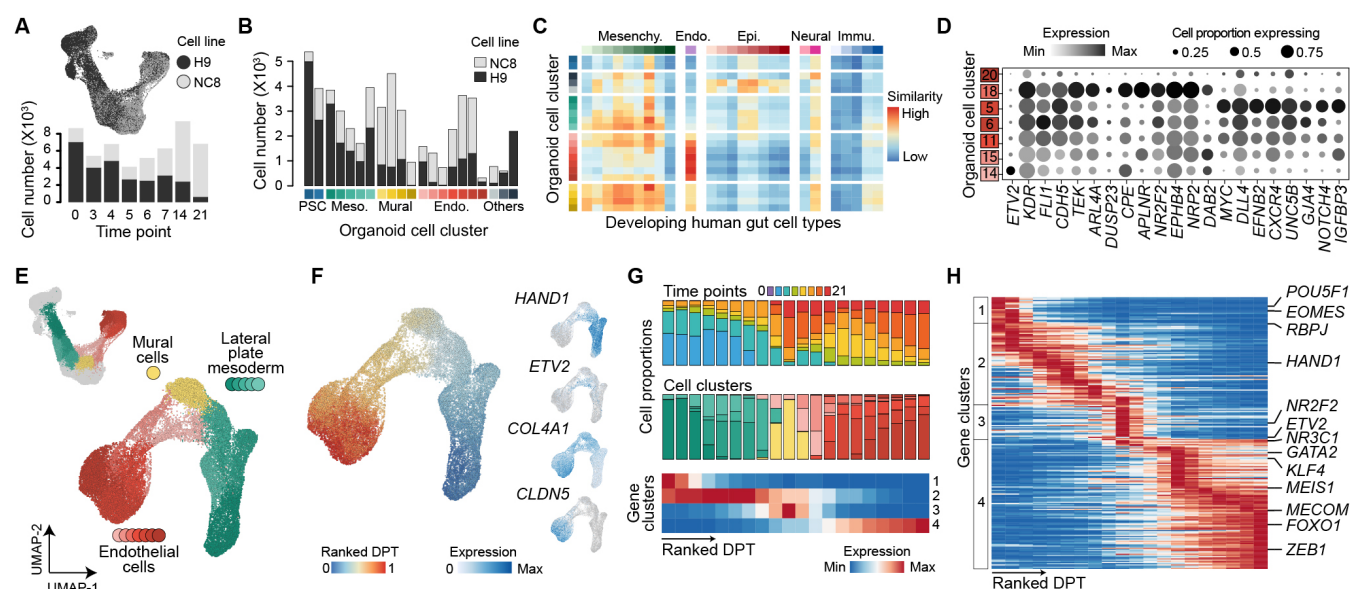 A
Cell line
H9
NC8
Cell number (X10³)
8
6
4
2
0
0 3 4 5 6 7 14 21
Time point
B
Cell line
NC8
H9
Cell number (X10³)
5
4
3
2
1
0
PSC Meso. Mural Endo. Others
Organoid cell cluster
C
Mesenchy. Endo. Epi. Neural Immu.
Organoid cell cluster
Similarity
High
Low
Developing human gut cell types
D
Expression
Min Max
Cell proportion expressing
0.25 0.5 0.75
Organoid cell cluster
20
18
5
6
11
15
14
ETV2
KDR
FLI1
CDH5
TEK
ARL4A
DUSP23
CPE
APLNR
NR2F2
EPHB4
NRP2
DAB2
MYC
DLL4
EFNB2
CXCR4
UNC5B
GJA4
NOTCH4
IGFBP3
E
Mural
cells
Lateral
plate
mesoderm
Endothelial
cells
UMAP-2
UMAP-1
F
HAND1
ETV2
COL4A1
CLDN5
Ranked DPT
0 1
Expression
0 Max
G
Time points 0 21
Cell proportions
Cell clusters
Gene
clusters
1
2
3
4
Ranked DPT
Expression
Min Max
H
Gene clusters
1
2
3
4
POU5F1
EOMES
RBPJ
HAND1
NR2F2
ETV2
NR3C1
GATA2
KLF4
MEIS1
MECOM
FOXO1
ZEB1
Ranked DPT